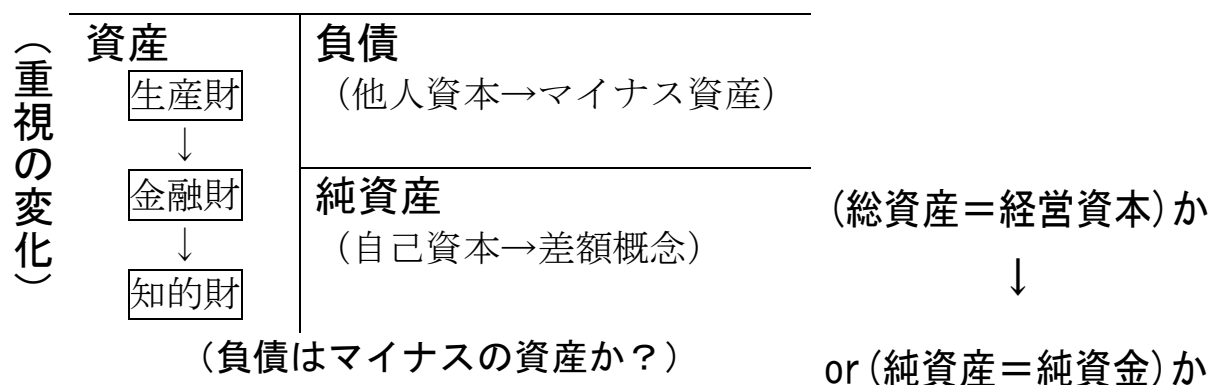 （重視の変化）
資産
生産財
↓
金融財
↓
知的財
負債
（他人資本→マイナス資産）
純資産
（自己資本→差額概念）
（負債はマイナスの資産か？）
（総資産＝経営資本）か
↓
or（純資産＝純資金）か